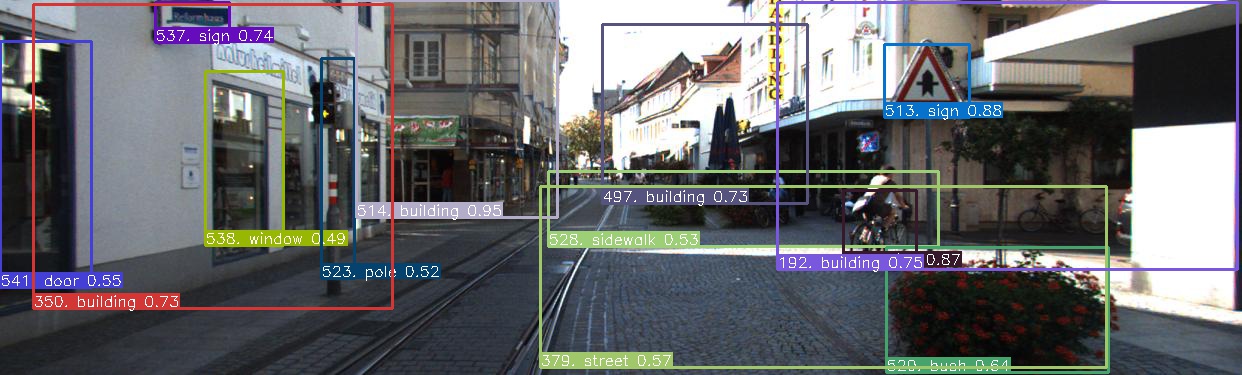 Reformhaus
537. sign 0.74
513. sign 0.88
497. building 0.73
514. building 0.95
538. window 0.49
528. sidewalk 0.53
192. building 0.75
0.87
523. pole 0.52
541 door 0.55
350. building 0.73
379. street 0.57
520. bush 0.64